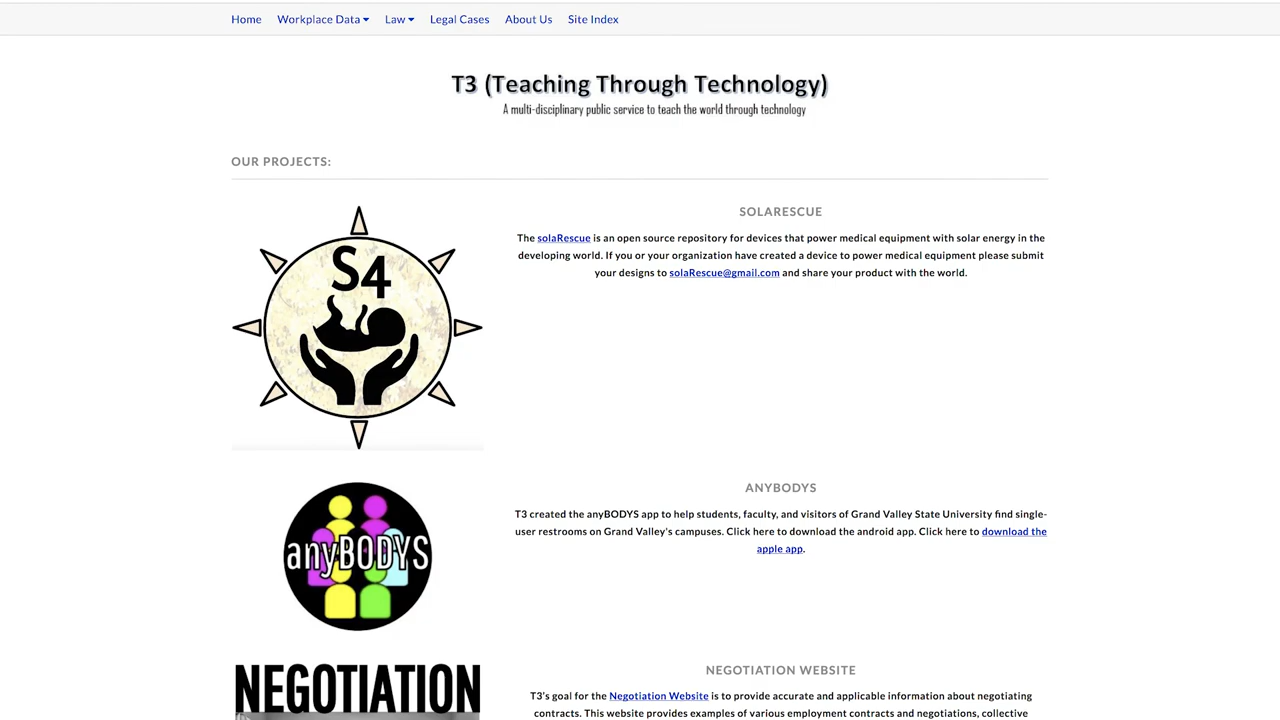 Home Workplace Data Law Legal Cases About Us Site Index
T3 (Teaching Through Technology)
A multi-disciplinary public service to teach the world through technology
OUR PROJECTS:
S4
SOLARESCUE
The solaRescue is an open source repository for devices that power medical equipment with solar energy in the
developing world. If you or your organization have created a device to power medical equipment please submit
your designs to solaRescue@gmail.com and share your product with the world.
anyBODYS
ANYBODYS
T3 created the anyBODYS app to help students, faculty, and visitors of Grand Valley State University find single-
user restrooms on Grand Valley's campuses. Click here to download the android app. Click here to download the
apple app.
NEGOTIATION
NEGOTIATION WEBSITE
T3's goal for the Negotiation Website is to provide accurate and applicable information about negotiating
contracts. This website provides examples of various employment contracts and negotiations, collective